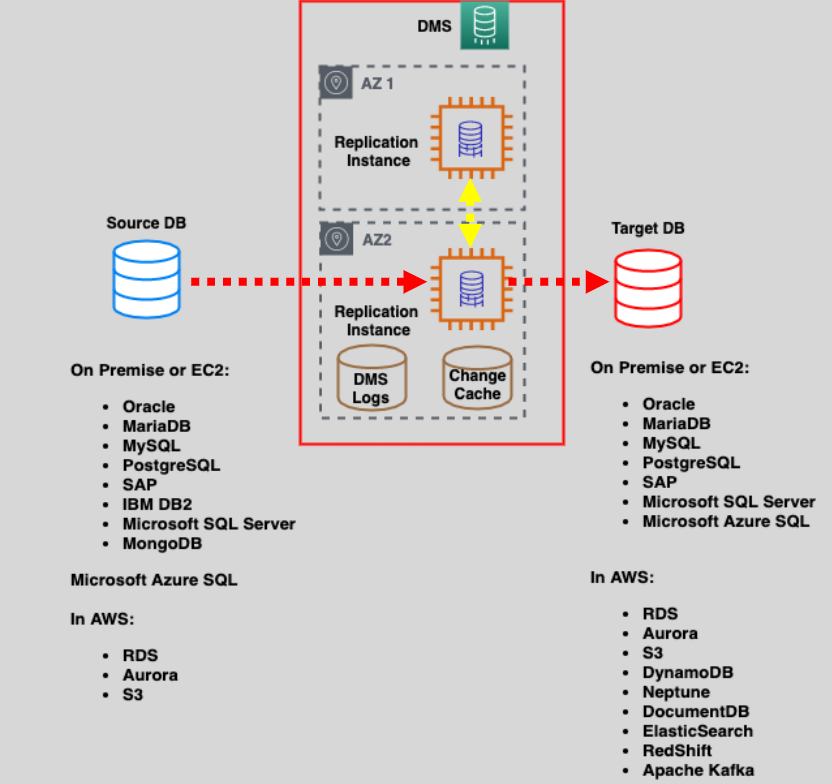 DMS
AZ 1
Replication
Instance
Source DB
AZ2
Target DB
Replication
Instance
DMS
Logs
Change
Cache
On Premise or EC2:
• Oracle
• MariaDB
• MySQL
• PostgreSQL
• SAP
• IBM DB2
• Microsoft SQL Server
• MongoDB
Microsoft Azure SQL
In AWS:
• RDS
• Aurora
• S3
On Premise or EC2:
• Oracle
• MariaDB
• MySQL
• PostgreSQL
• SAP
• Microsoft SQL Server
• Microsoft Azure SQL
In AWS:
• RDS
• Aurora
• S3
• DynamoDB
• Neptune
• DocumentDB
• ElasticSearch
• RedShift
• Apache Kafka